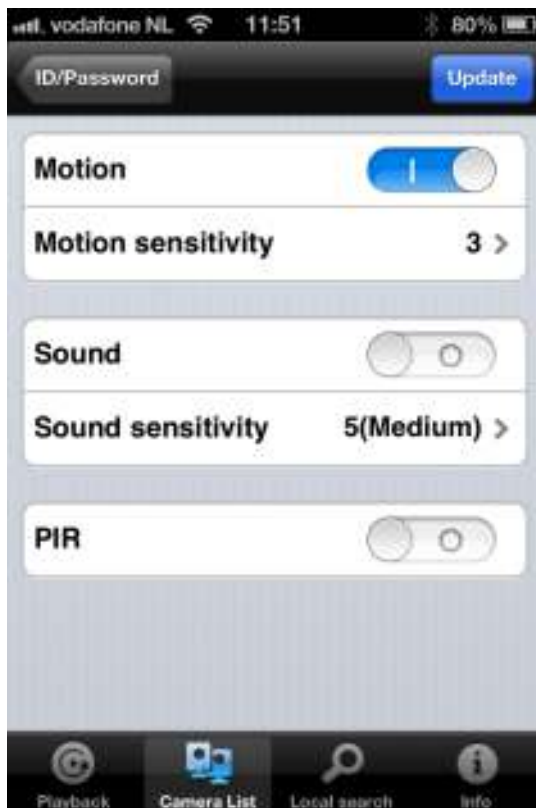 vodafone NL 11:51 80%
ID/Password Update
Motion
Motion sensitivity 3 >
Sound
Sound sensitivity 5(Medium) >
PIR
Playback Camera List Local search Info